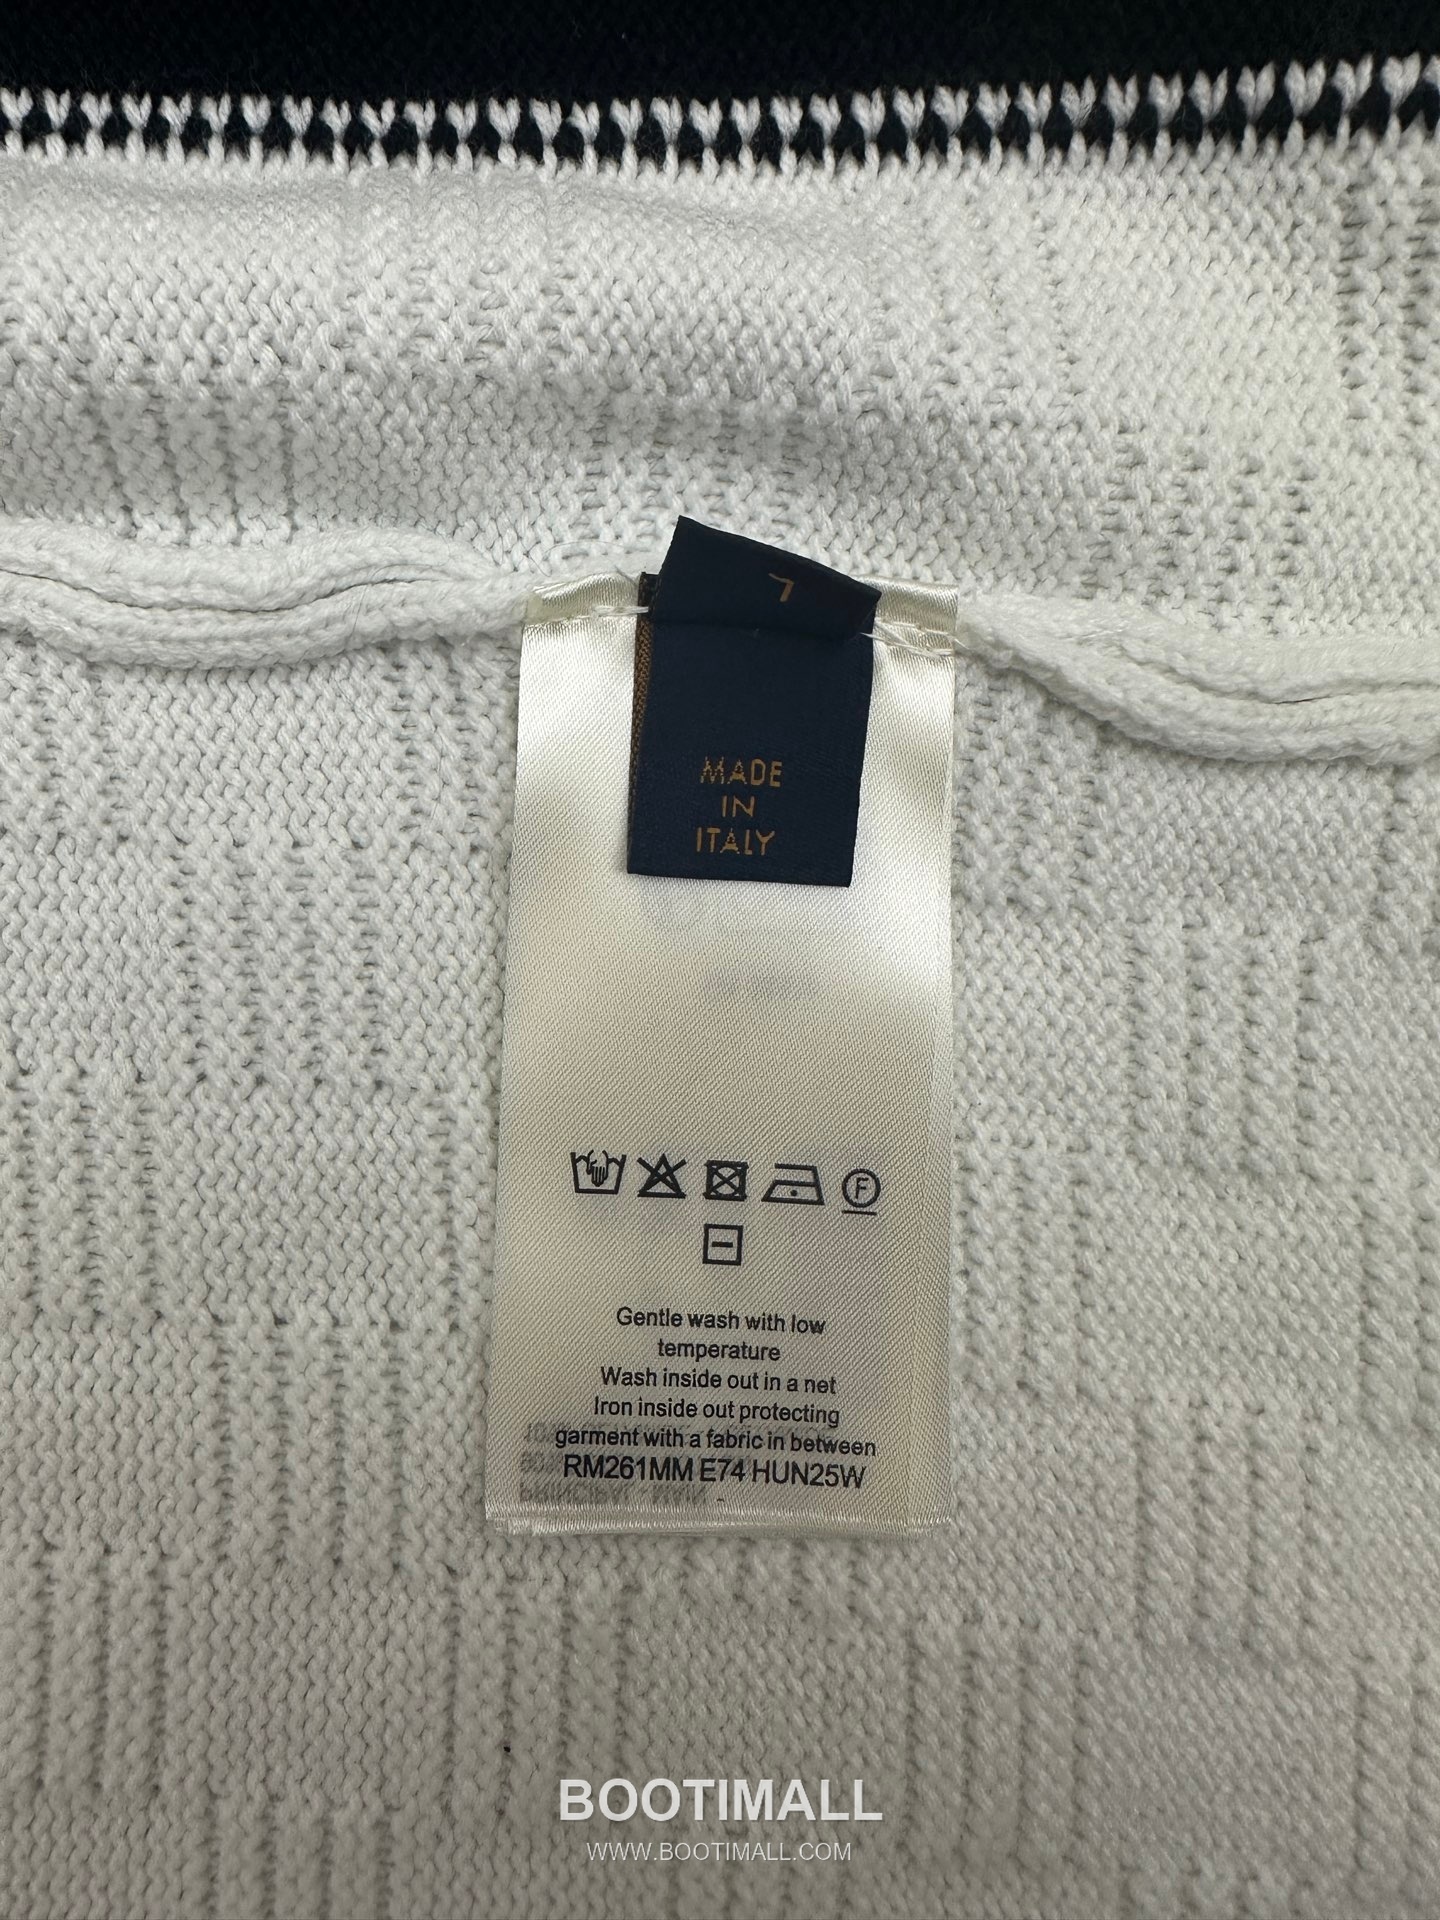 L
MADE
IN
ITALY
F
Gentle wash with low
temperature
Wash inside out in a net
Iron inside out protecting
garment with a fabric in between
RM261MM E74 HUN25W
BOOTIMALL
WWW.BOOTIMALL.COM